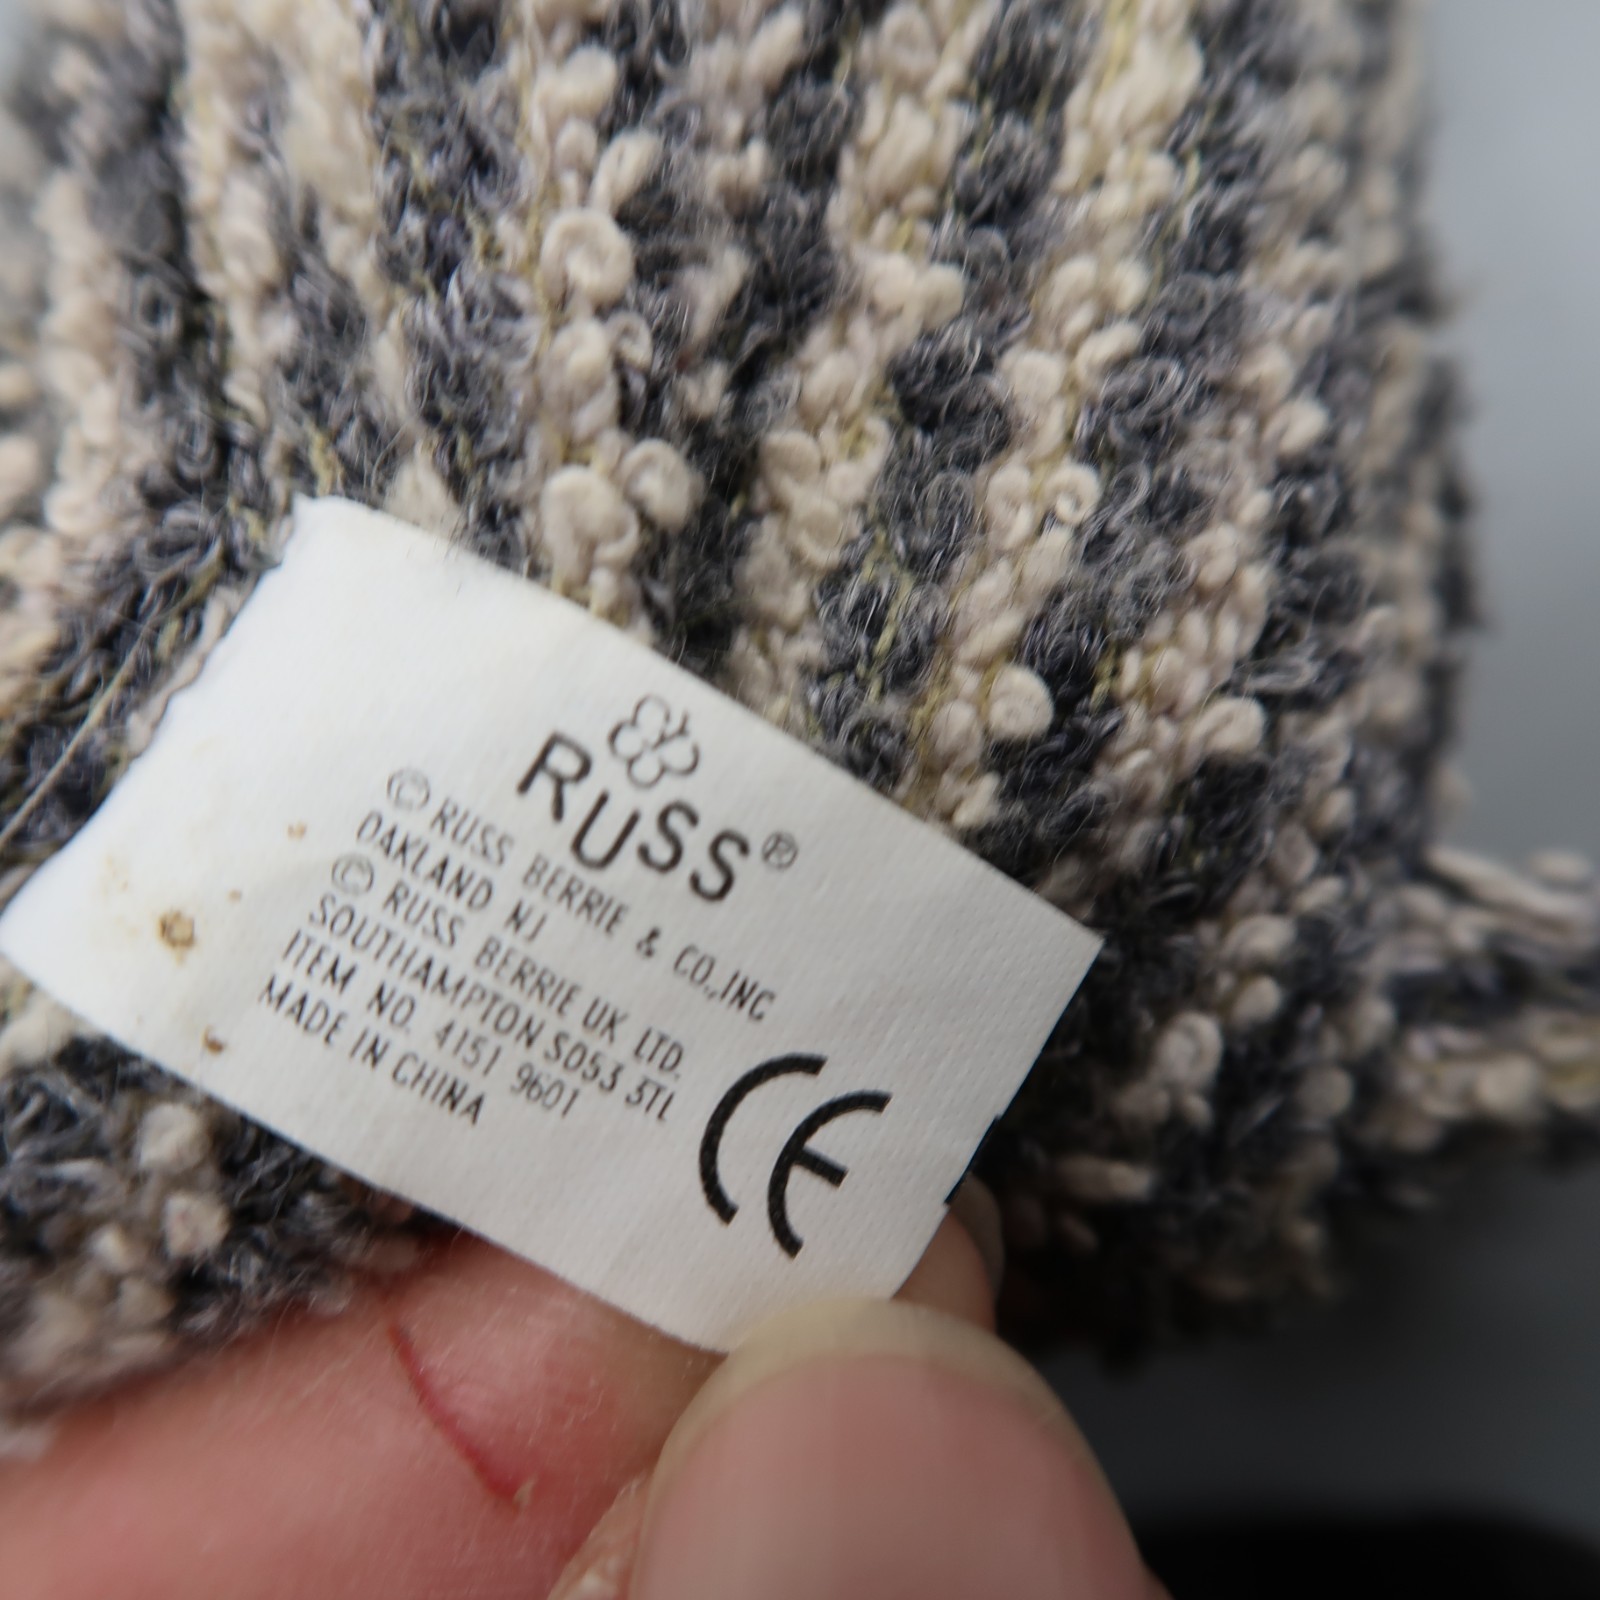 RUSS®
© RUSS BERRIE & CO.,INC
OAKLAND NJ
© RUSS BERRIE UK LTD.
SOUTHAMPTON SO53 3TL
ITEM NO. 4151 9601
MADE IN CHINA
CE